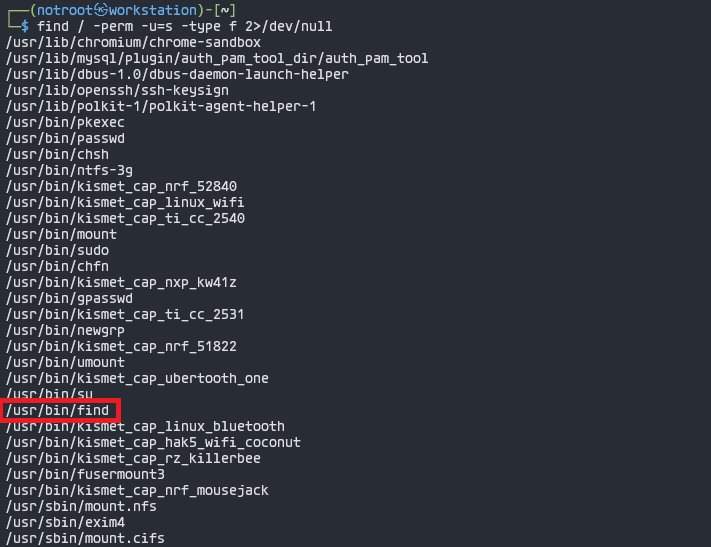 ┌──(notroot㉿workstation)-[~]
└─$ find / -perm -u=s -type f 2>/dev/null
/usr/lib/chromium/chrome-sandbox
/usr/lib/mysql/plugin/auth_pam_tool_dir/auth_pam_tool
/usr/lib/dbus-1.0/dbus-daemon-launch-helper
/usr/lib/openssh/ssh-keysign
/usr/lib/polkit-1/polkit-agent-helper-1
/usr/bin/pkexec
/usr/bin/passwd
/usr/bin/chsh
/usr/bin/ntfs-3g
/usr/bin/kismet_cap_nrf_52840
/usr/bin/kismet_cap_linux_wifi
/usr/bin/kismet_cap_ti_cc_2540
/usr/bin/mount
/usr/bin/sudo
/usr/bin/chfn
/usr/bin/kismet_cap_nxp_kw41z
/usr/bin/gpasswd
/usr/bin/kismet_cap_ti_cc_2531
/usr/bin/newgrp
/usr/bin/kismet_cap_nrf_51822
/usr/bin/umount
/usr/bin/kismet_cap_ubertooth_one
/usr/bin/su
/usr/bin/find
/usr/bin/kismet_cap_linux_bluetooth
/usr/bin/kismet_cap_hak5_wifi_coconut
/usr/bin/kismet_cap_rz_killerbee
/usr/bin/fusermount3
/usr/bin/kismet_cap_nrf_mousejack
/usr/sbin/mount.nfs
/usr/sbin/exim4
/usr/sbin/mount.cifs